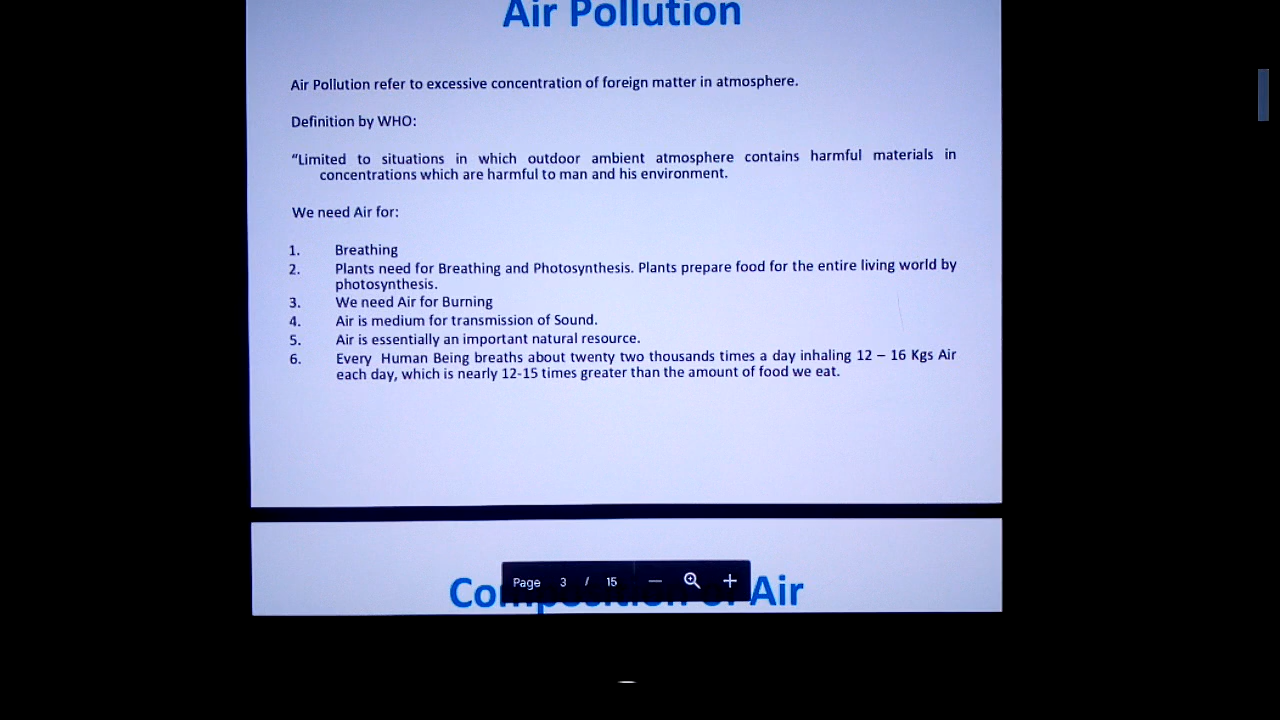 Air Pollution
Air Pollution refer to excessive concentration of foreign matter in atmosphere.
Definition by WHO:
“Limited to situations in which outdoor ambient atmosphere contains harmful materials in
concentrations which are harmful to man and his environment.
We need Air for:
1. Breathing
2. Plants need for Breathing and Photosynthesis. Plants prepare food for the entire living world by
photosynthesis.
3. We need Air for Burning
4. Air is medium for transmission of Sound.
5. Air is essentially an important natural resource.
6. Every Human Being breaths about twenty two thousands times a day inhaling 12 – 16 Kgs Air
each day, which is nearly 12-15 times greater than the amount of food we eat.
Page 3 / 15
Composition of Air